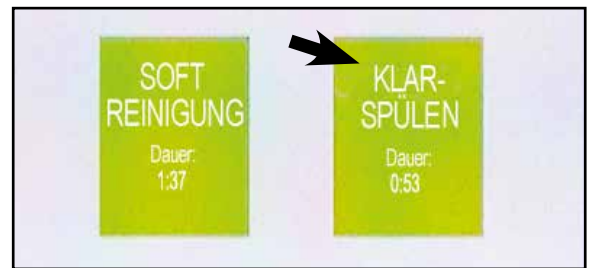 SOFT
REINIGUNG
Dauer:
1:37
KLAR-
SPÜLEN
Dauer:
0:53